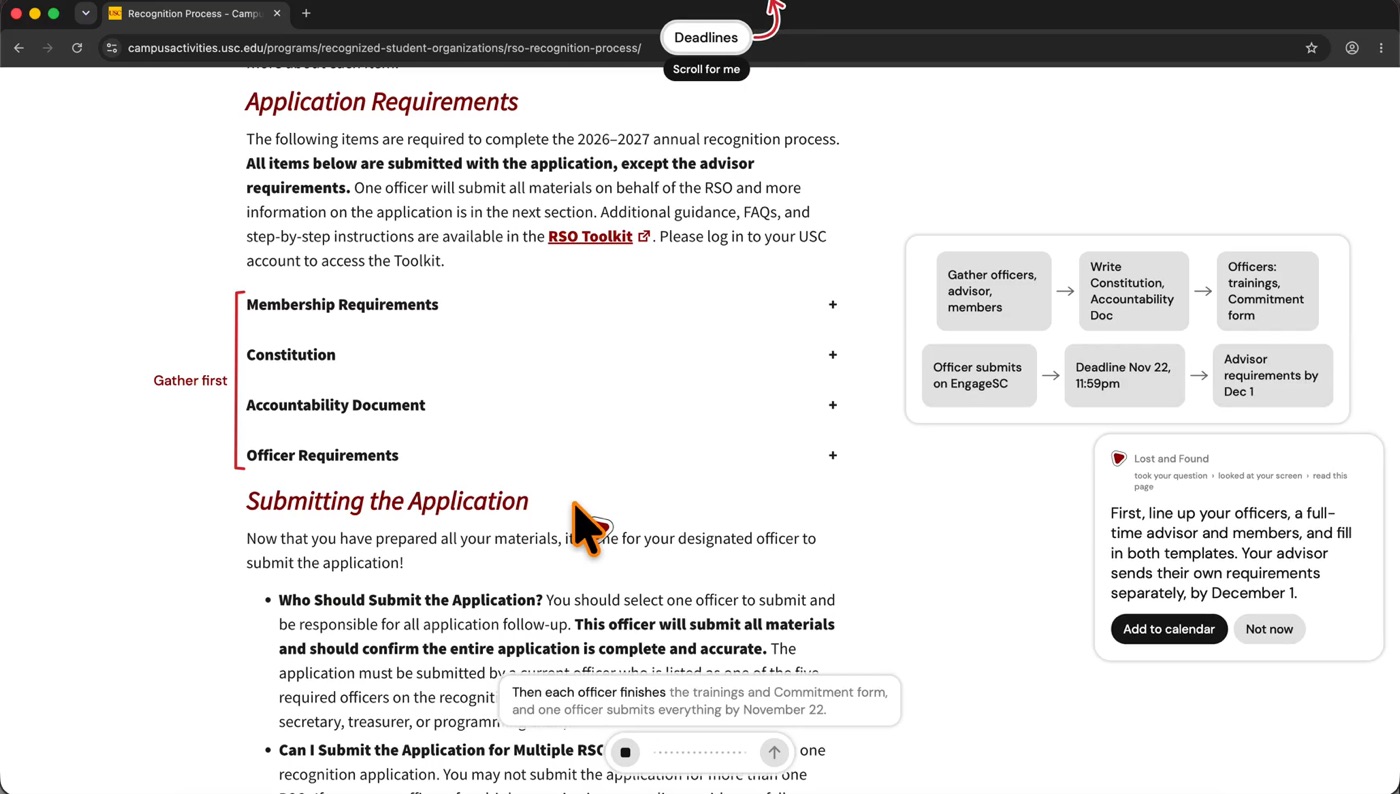 Recognition Process – Camp
Deadlines
campusactivities.usc.edu/programs/recognized-student-organizations/rso-recognition-process/
Scroll for me
Application Requirements
The following items are required to complete the 2026–2027 annual recognition process.
All items below are submitted with the application, except the advisor
requirements. One officer will submit all materials on behalf of the RSO and more
information on the application is in the next section. Additional guidance, FAQs, and
step-by-step instructions are available in the RSO Toolkit. Please log in to your USC
account to access the Toolkit.
Gather first
Membership Requirements +
Constitution +
Accountability Document +
Officer Requirements +
Submitting the Application
Now that you have prepared all your materials, for your designated officer to
submit the application!
• Who Should Submit the Application? You should select one officer to submit and
be responsible for all application follow-up. This officer will submit all materials
and should confirm the entire application is complete and accurate. The
application must be submitted by a current officer who is listed as one of the five
required officers on the recognit
secretary, treasurer, or program
• Can I Submit the Application for Multiple RSO one
recognition application. You may not submit the application for more than one
Gather officers,
advisor,
members
→
Write
Constitution,
Accountability
Doc
→
Officers:
trainings,
Commitment
form
Officer submits
on EngageSC
→
Deadline Nov 22,
11:59pm
→
Advisor
requirements by
Dec 1
Lost and Found
took your question • looked at your screen • read this
page
First, line up your officers, a full-
time advisor and members, and fill
in both templates. Your advisor
sends their own requirements
separately, by December 1.
Add to calendar
Not now
Then each officer finishes the trainings and Commitment form,
and one officer submits everything by November 22.